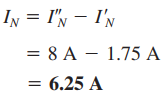 I_N = I″_N − I′_N
= 8 A − 1.75 A
= 6.25 A